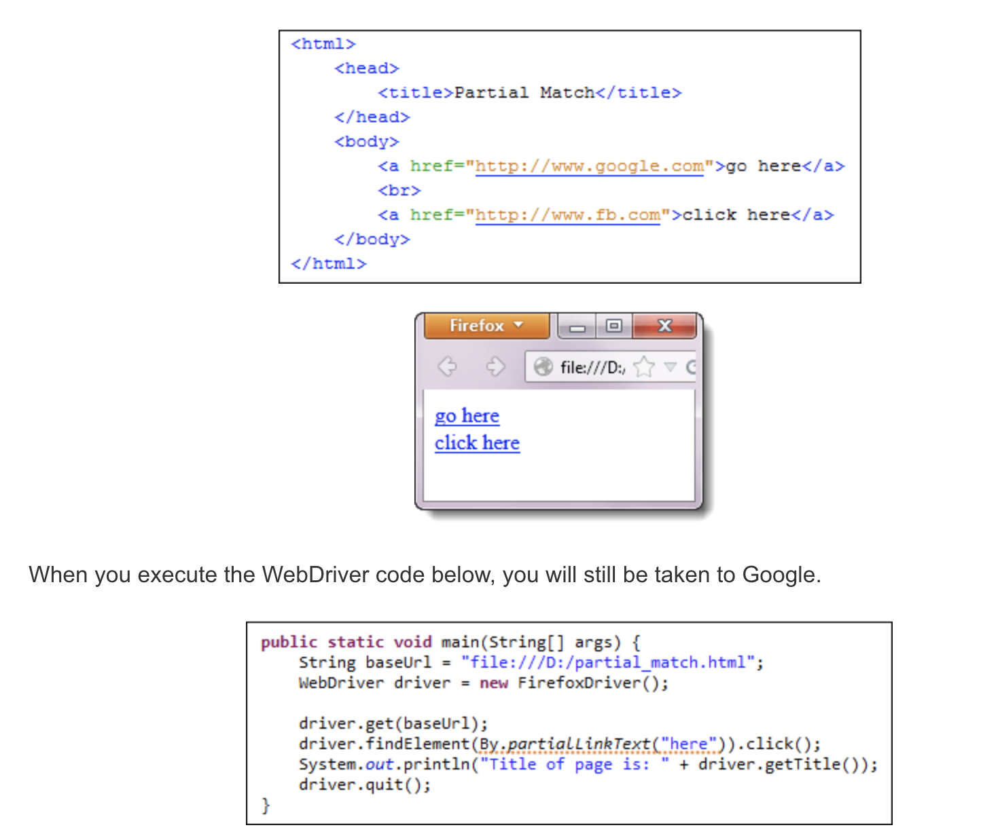 <html>
<head>
<title>Partial Match</title>
</head>
<body>
<a href="http://www.google.com">go here</a>
<br>
<a href="http://www.fb.com">click here</a>
</body>
</html>
Firefox
file:///D:/
go here
click here
When you execute the WebDriver code below, you will still be taken to Google.
public static void main(String[] args) {
String baseUrl = "file:///D:/partial_match.html";
WebDriver driver = new FirefoxDriver();
driver.get(baseUrl);
driver.findElement(By.partialLinkText("here")).click();
System.out.println("Title of page is: " + driver.getTitle());
driver.quit();
}